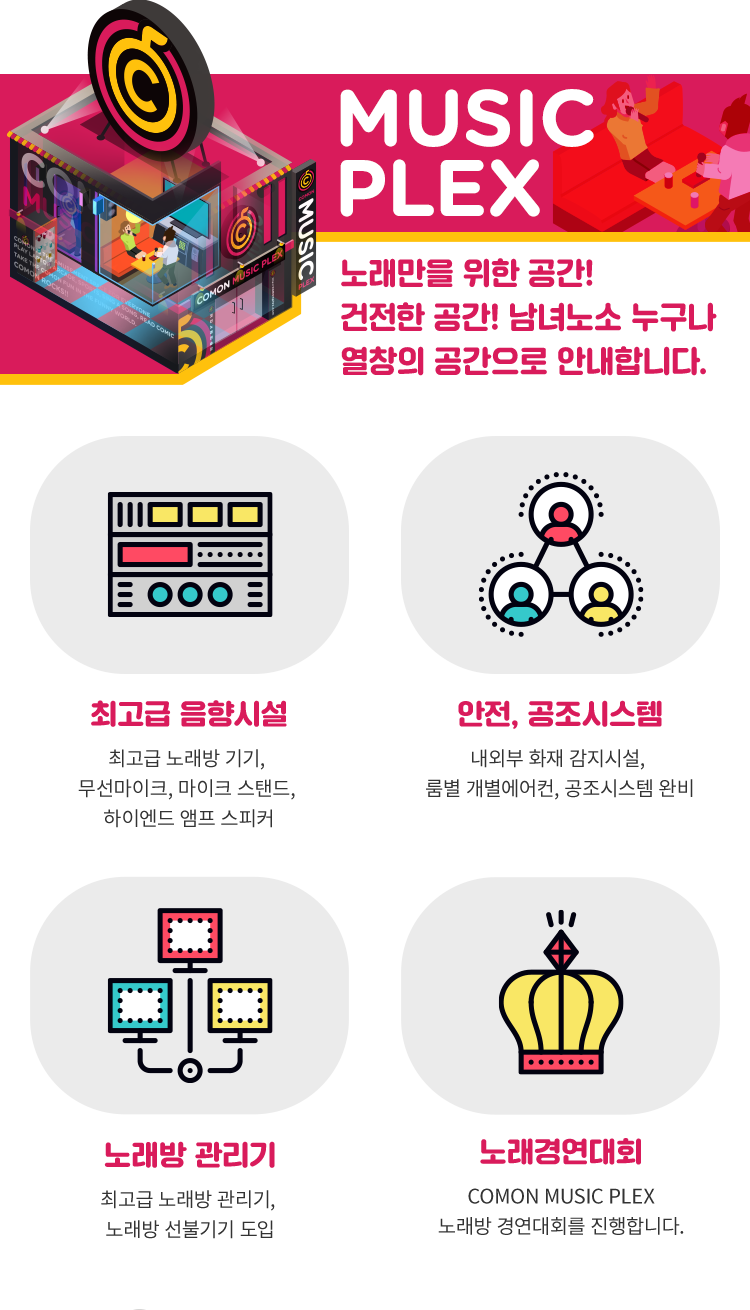 MUSIC
PLEX
COMON MUSIC PLEX
MUSIC
PLEX
노래만을 위한 공간!
건전한 공간! 남녀노소 누구나
열창의 공간으로 안내합니다.
최고급 음향시설
최고급 노래방 기기,
무선마이크, 마이크 스탠드,
하이엔드 앰프 스피커
안전, 공조시스템
내외부 화재 감지시설,
룸별 개별에어컨, 공조시스템 완비
노래방 관리기
최고급 노래방 관리기,
노래방 선불기기 도입
노래경연대회
COMON MUSIC PLEX
노래방 경연대회를 진행합니다.